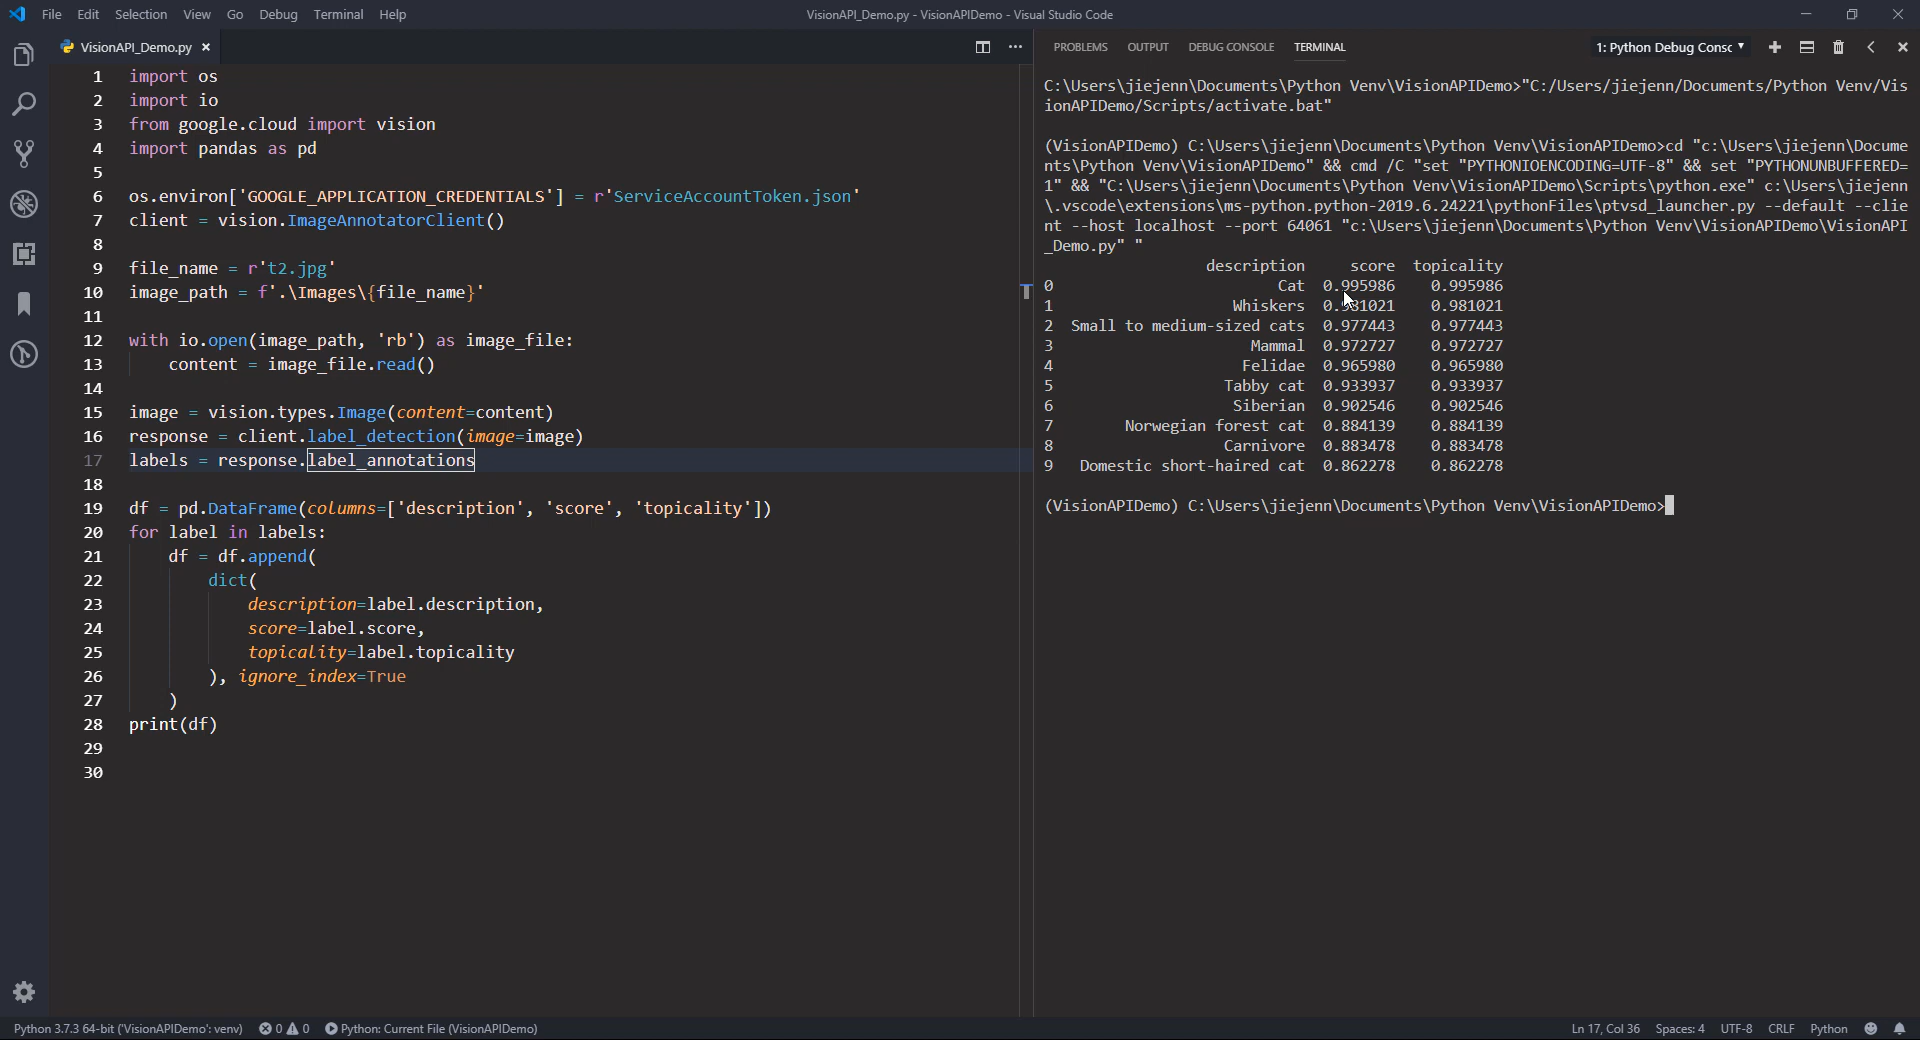 File Edit Selection View Go Debug Terminal Help
VisionAPI_Demo.py - VisionAPIDemo - Visual Studio Code
VisionAPI_Demo.py
1 import os
2 import io
3 from google.cloud import vision
4 import pandas as pd
5
6 os.environ['GOOGLE_APPLICATION_CREDENTIALS'] = r'ServiceAccountToken.json'
7 client = vision.ImageAnnotatorClient()
8
9 file_name = r't2.jpg'
10 image_path = f'.\Images\{file_name}'
11
12 with io.open(image_path, 'rb') as image_file:
13     content = image_file.read()
14
15 image = vision.types.Image(content=content)
16 response = client.label_detection(image=image)
17 labels = response.label_annotations
18
19 df = pd.DataFrame(columns=['description', 'score', 'topicality'])
20 for label in labels:
21     df = df.append(
22         dict(
23             description=label.description,
24             score=label.score,
25             topicality=label.topicality
26         ), ignore_index=True
27     )
28 print(df)
29
30
PROBLEMS OUTPUT DEBUG CONSOLE TERMINAL
1: Python Debug Consc
C:\Users\jiejenn\Documents\Python Venv\VisionAPIDemo>"C:/Users/jiejenn/Documents/Python Venv/Vis
ionAPIDemo/Scripts/activate.bat"
(VisionAPIDemo) C:\Users\jiejenn\Documents\Python Venv\VisionAPIDemo>cd "c:\Users\jiejenn\Docume
nts\Python Venv\VisionAPIDemo" && cmd /C "set "PYTHONIOENCODING=UTF-8" && set "PYTHONUNBUFFERED=
1" && "C:\Users\jiejenn\Documents\Python Venv\VisionAPIDemo\Scripts\python.exe" c:\Users\jiejenn
\.vscode\extensions\ms-python.python-2019.6.24221\pythonFiles\ptvsd_launcher.py --default --clie
nt --host localhost --port 64061 "c:\Users\jiejenn\Documents\Python Venv\VisionAPIDemo\VisionAPI
_Demo.py" "
description score topicality
0 Cat 0.995986 0.995986
1 Whiskers 0.981021 0.981021
2 Small to medium-sized cats 0.977443 0.977443
3 Mammal 0.972727 0.972727
4 Felidae 0.965980 0.965980
5 Tabby cat 0.933937 0.933937
6 Siberian 0.902546 0.902546
7 Norwegian forest cat 0.884139 0.884139
8 Carnivore 0.883478 0.883478
9 Domestic short-haired cat 0.862278 0.862278
(VisionAPIDemo) C:\Users\jiejenn\Documents\Python Venv\VisionAPIDemo>
Python 3.7.3 64-bit ('VisionAPIDemo': venv) 0 0 Python: Current File (VisionAPIDemo)
Ln 17, Col 36 Spaces: 4 UTF-8 CRLF Python